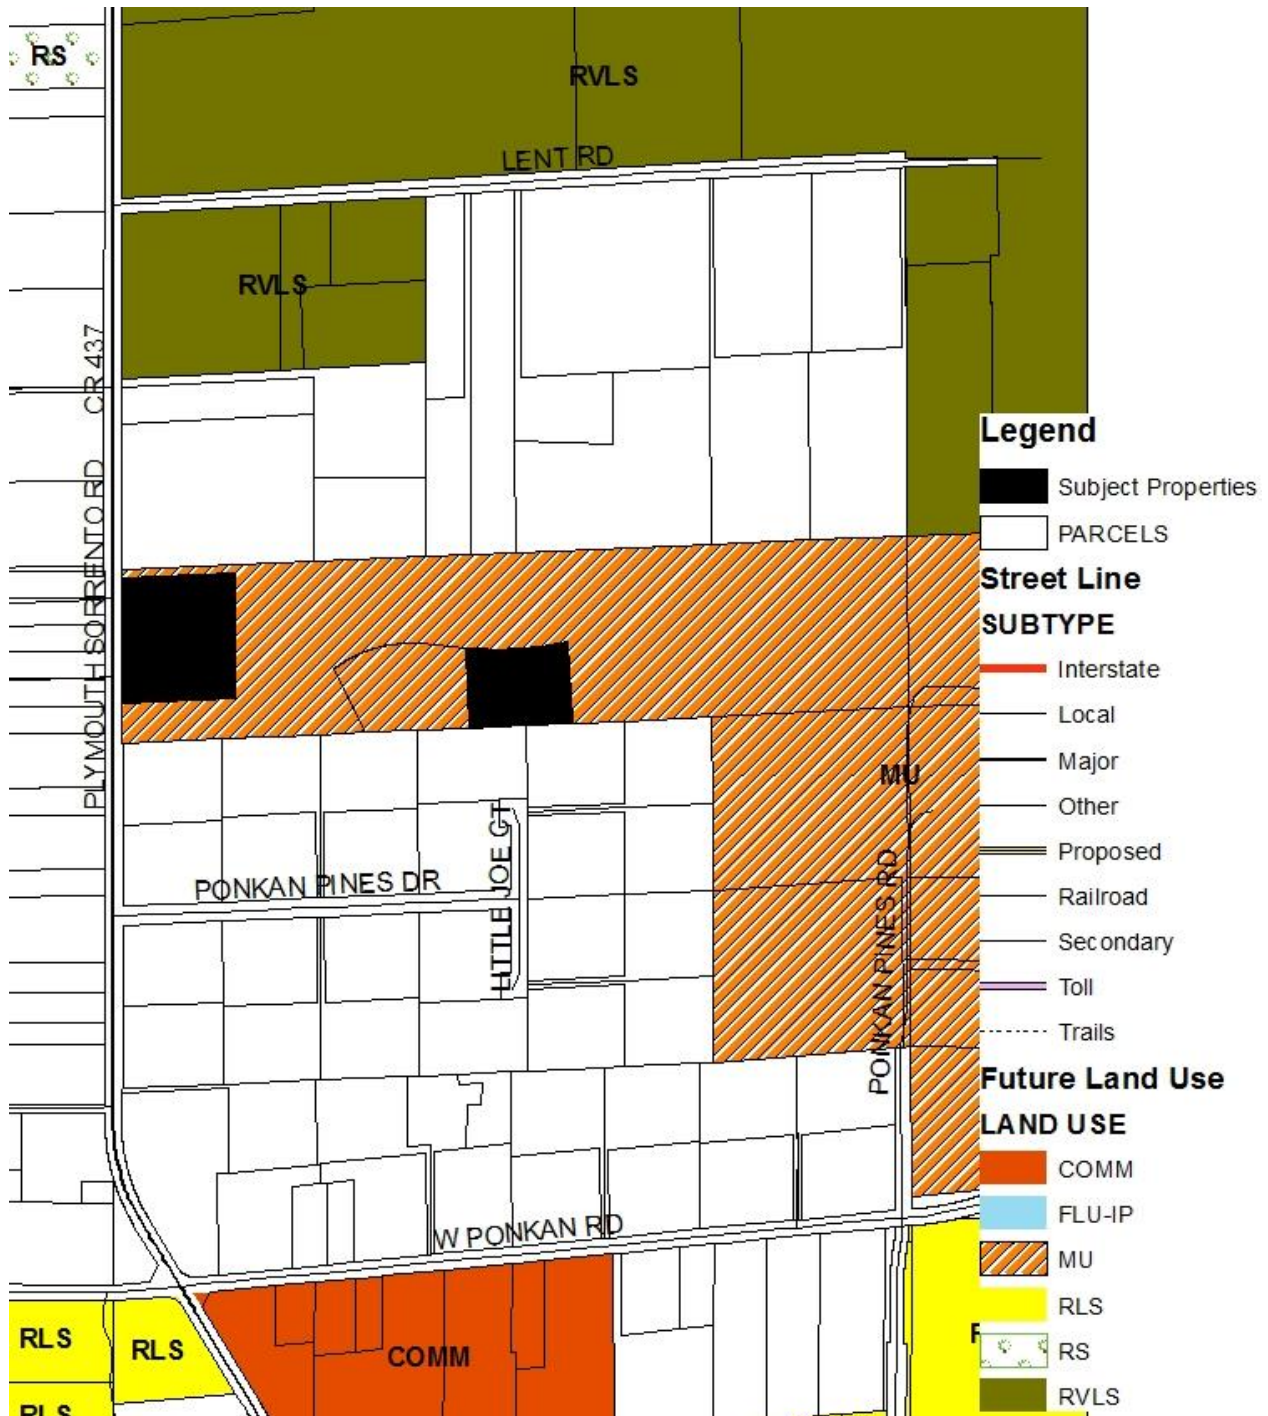 RS
RVLS
LENT RD
RVLS
CR 437
PLYMOUTH SORRENTO RD
Legend
Subject Properties
PARCELS
Street Line
SUBTYPE
Interstate
Local
Major
Other
Proposed
Railroad
Secondary
Toll
Trails
Future Land Use
LAND USE
COMM
FLU-IP
MU
RLS
RS
RVLS
MU
PONKAN PINES DR
LITTLE JOE CT
PONKAN PINES RD
W PONKAN RD
RLS
RLS
COMM
RLS